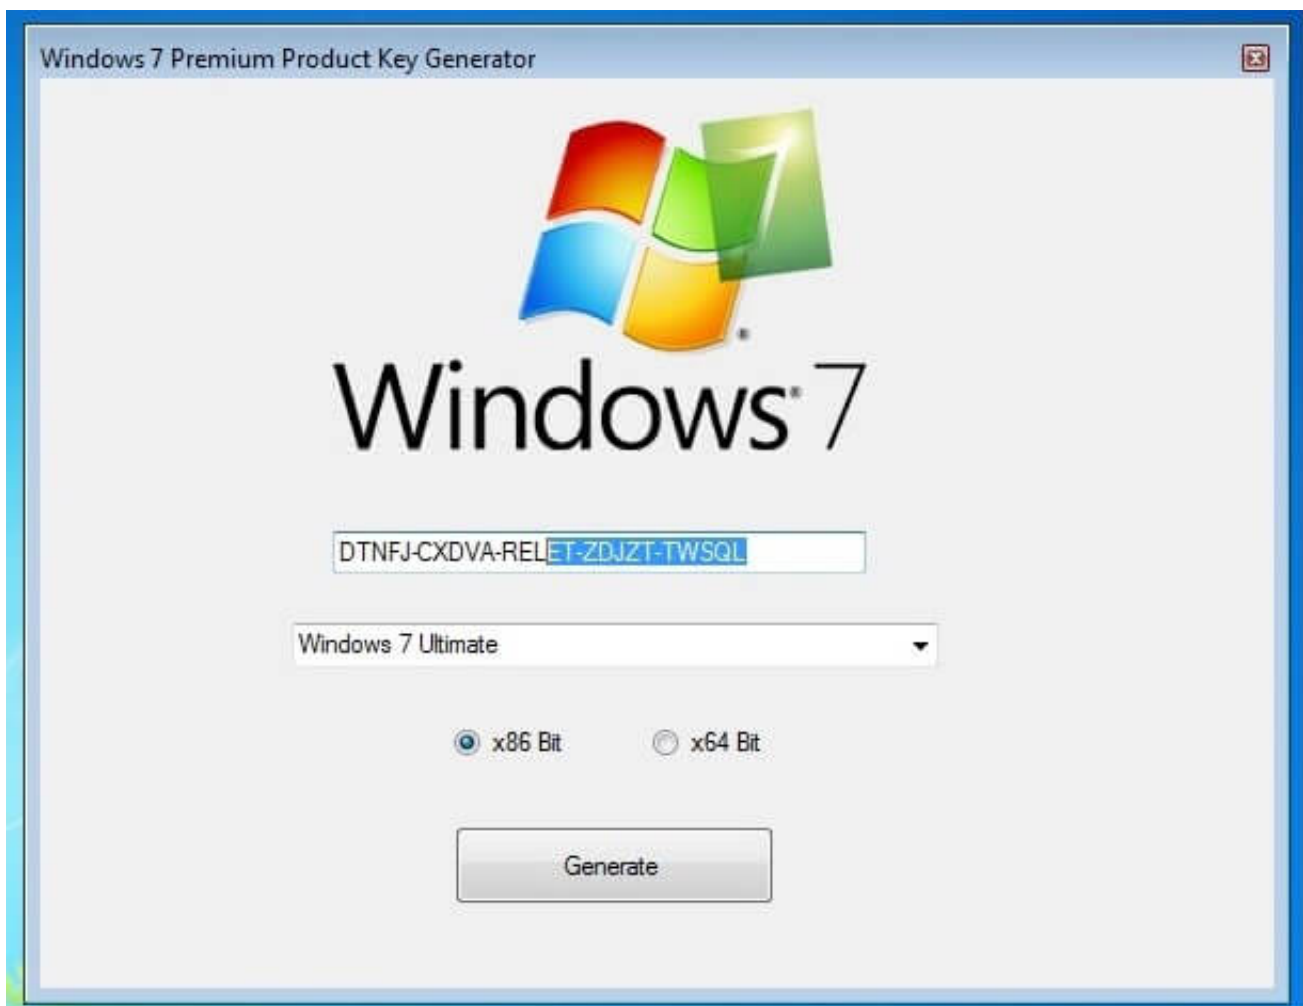 Windows 7 Premium Product Key Generator
Windows® 7
DTNFJ-CXDVA-RELET-ZDJZT-TWSQL
Windows 7 Ultimate
x86 Bit x64 Bit
Generate